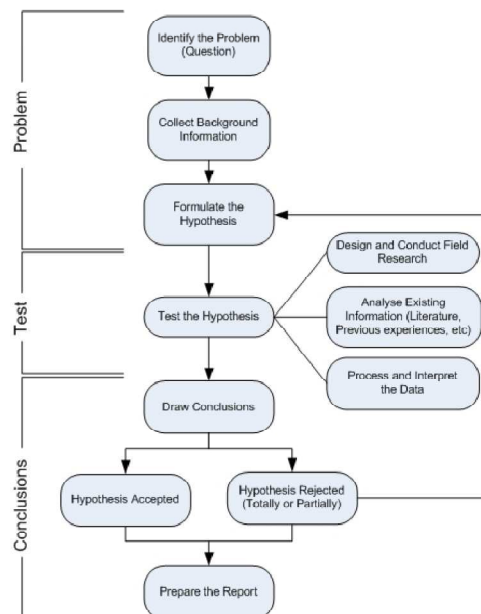 Problem
Identify the Problem
(Question)
Collect Background
Information
Formulate the
Hypothesis
Test
Test the Hypothesis
Design and Conduct Field
Research
Analyse Existing
Information (Literature,
Previous experiences, etc)
Process and Interpret
the Data
Conclusions
Draw Conclusions
Hypothesis Accepted
Hypothesis Rejected
(Totally or Partially)
Prepare the Report